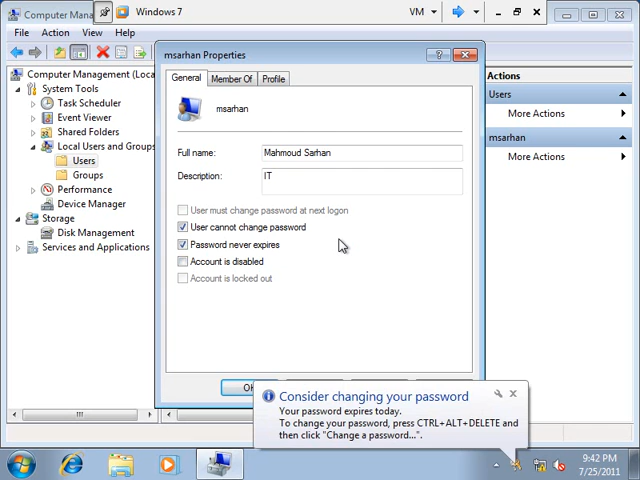 Computer Mana
Windows 7
VM
File
Action
View
Help
Computer Management (Loca
System Tools
Task Scheduler
Event Viewer
Shared Folders
Local Users and Groups
Users
Groups
Performance
Device Manager
Storage
Disk Management
Services and Applications
msarhan Properties
General
Member Of
Profile
msarhan
Full name:
Mahmoud Sarhan
Description:
IT
User must change password at next logon
User cannot change password
Password never expires
Account is disabled
Account is locked out
Actions
Users
More Actions
msarhan
More Actions
Consider changing your password
Your password expires today.
To change your password, press CTRL+ALT+DELETE and
then click "Change a password...".
9:42 PM
7/25/2011